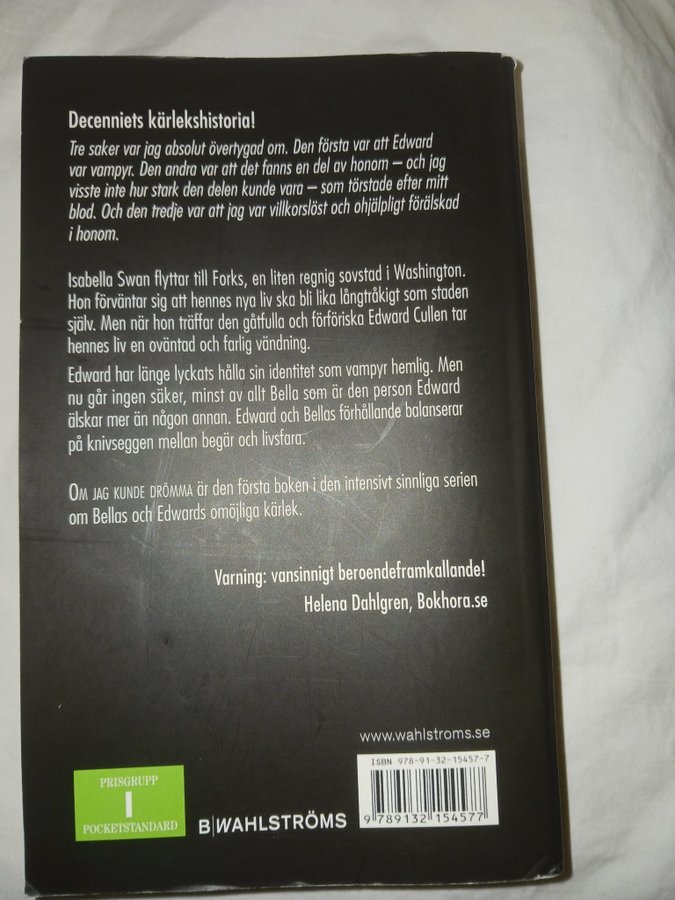 Decenniets kärlekshistoria!
Tre saker var jag absolut övertygad om. Den första var att Edward
var vampyr. Den andra var att det fanns en del av honom – och jag
visste inte hur stark den delen kunde vara – som törstade efter mitt
blod. Och den tredje var att jag var villkorslöst och ohjälpligt förälskad
i honom.
Isabella Swan flyttar till Forks, en liten regnig sovstad i Washington.
Hon förväntar sig att hennes nya liv ska bli lika långtråkigt som staden
själv. Men när hon träffar den gåtfulla och förföriska Edward Cullen tar
hennes liv en oväntad och farlig vändning.
Edward har länge lyckats hålla sin identitet som vampyr hemlig. Men
nu går ingen säker, minst av allt Bella som är den person Edward
älskar mer än någon annan. Edward och Bellas förhållande balanserar
på knivseggen mellan begär och livsfara.
OM JAG KUNDE DRÖMMA är den första boken i den intensivt sinnliga serien
om Bellas och Edwards omöjliga kärlek.
Varning: vansinnigt beroendeframkallande!
Helena Dahlgren, Bokhora.se
www.wahlstroms.se
ISBN 978-91-32-15457-7
9 789132 154577
PRISGRUPP
I
POCKETSTANDARD
B|WAHLSTRÖMS